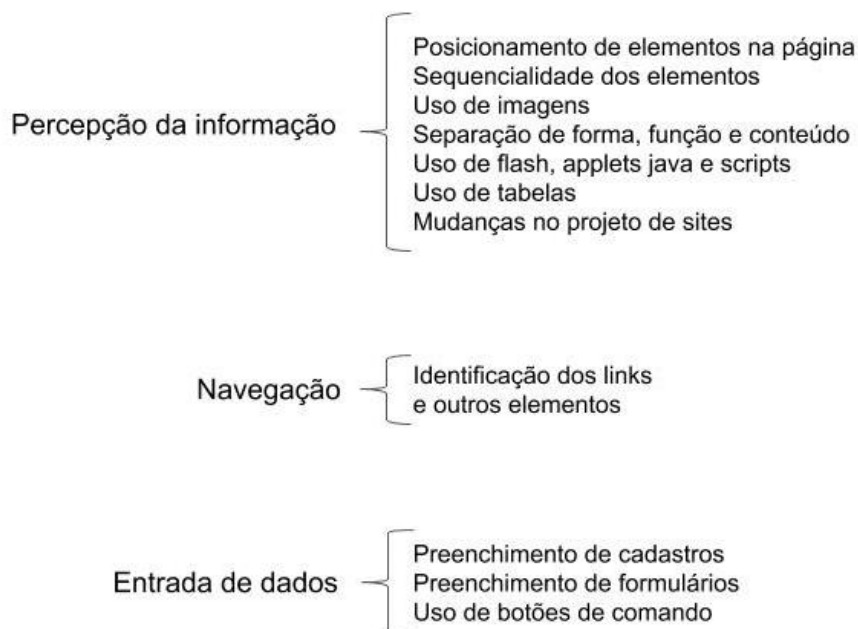 Percepção da informação
Posicionamento de elementos na página
Sequencialidade dos elementos
Uso de imagens
Separação de forma, função e conteúdo
Uso de flash, applets java e scripts
Uso de tabelas
Mudanças no projeto de sites
Navegação
Identificação dos links
e outros elementos
Entrada de dados
Preenchimento de cadastros
Preenchimento de formulários
Uso de botões de comando